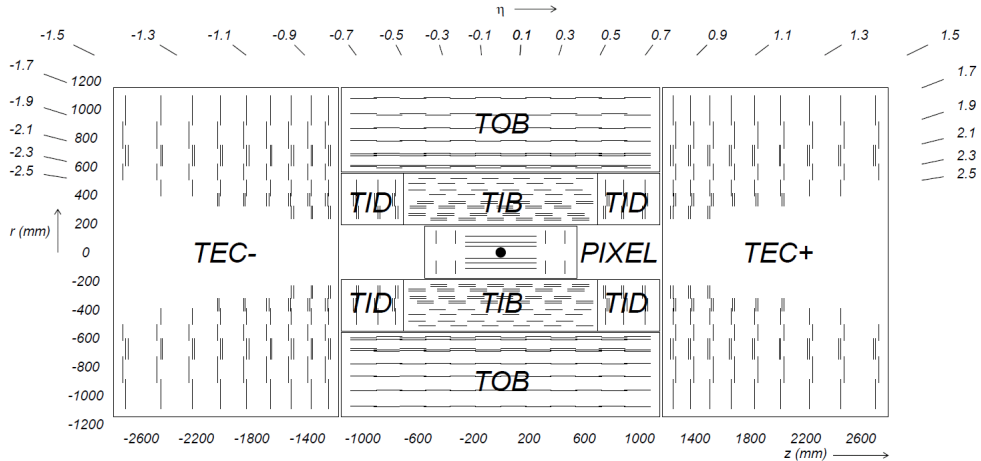 η
-1.5 -1.3 -1.1 -0.9 -0.7 -0.5 -0.3 -0.1 0.1 0.3 0.5 0.7 0.9 1.1 1.3 1.5
-1.7 1.7
1200
-1.9 1000 1.9
-2.1 800 TOB 2.1
-2.3 600 2.3
-2.5 2.5
400 TID TIB TID
200
r (mm)
0 TEC- PIXEL TEC+
-200
-400 TID TIB TID
-600
-800
TOB
-1000
-1200
-2600 -2200 -1800 -1400 -1000 -600 -200 200 600 1000 1400 1800 2200 2600
z (mm)